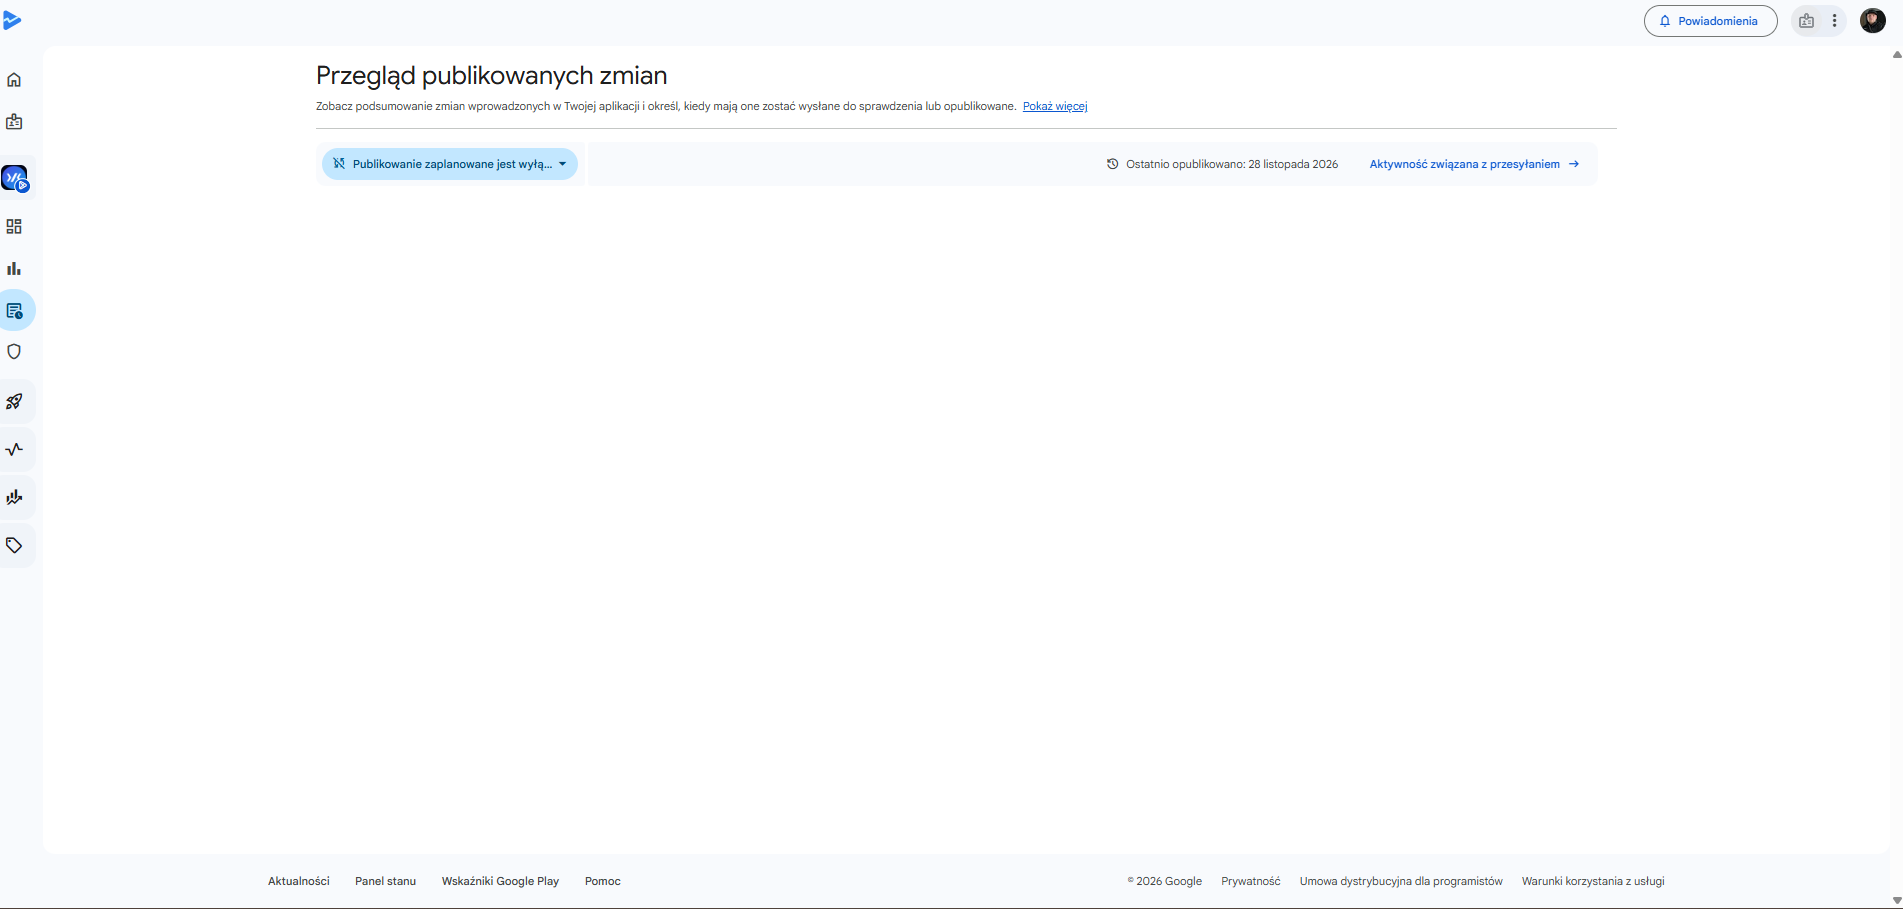 Powiadomienia
Przegląd publikowanych zmian
Zobacz podsumowanie zmian wprowadzonych w Twojej aplikacji i określ, kiedy mają one zostać wysłane do sprawdzenia lub opublikowane. Pokaż więcej
Publikowanie zaplanowane jest wyłą...
Ostatnio opublikowano: 28 listopada 2026
Aktywność związana z przesyłaniem
Aktualności Panel stanu Wskaźniki Google Play Pomoc
© 2026 Google Prywatność Umowa dystrybucyjna dla programistów Warunki korzystania z usługi